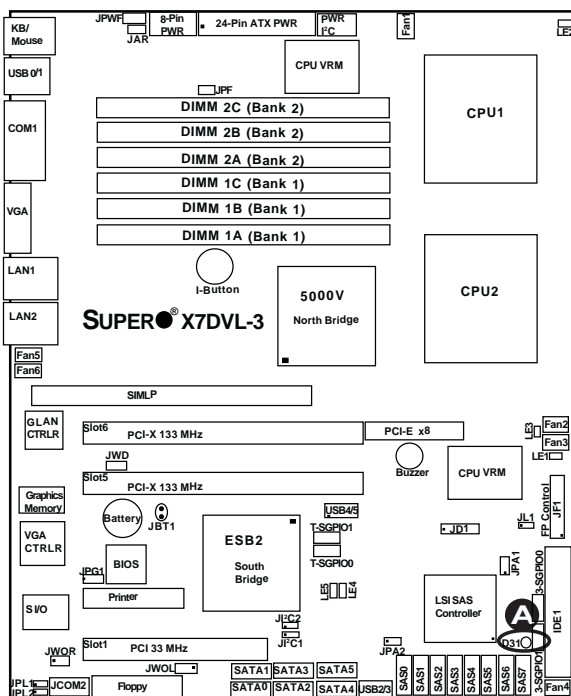 KB/
Mouse
JPWF
JAR
8-Pin
PWR
24-Pin ATX PWR
PWR
I²C
Fan1
LE2
USB 0/1
CPU VRM
JPF
CPU1
COM1
DIMM 2C (Bank 2)
DIMM 2B (Bank 2)
DIMM 2A (Bank 2)
DIMM 1C (Bank 1)
DIMM 1B (Bank 1)
DIMM 1A (Bank 1)
VGA
LAN1
LAN2
I-Button
5000V
North Bridge
CPU2
SUPER® X7DVL-3
Fan5
Fan6
SIMLP
GLAN
CTRLR
Slot6
PCI-X 133 MHz
PCI-E x8
LE3
Fan2
Fan3
LE1
JWD
Buzzer
CPU VRM
Slot5
PCI-X 133 MHz
Graphics
Memory
Battery
JBT1
USB4/5
T-SGPIO1
T-SGPIO0
JD1
JL1
FP Control
JF1
VGA
CTRLR
BIOS
JPG1
ESB2
South
Bridge
Printer
LE5
LE4
JPA1
3-SGPIO0
IDE1
S I/O
LSI SAS
Controller
A
D31
JI²C2
JI²C1
JWOR
Slot1
PCI 33 MHz
JPA2
JWOL
SATA1
SATA3
SATA5
SAS0
SAS1
SAS2
SAS3
SAS4
SAS5
SAS6
SAS7
3-SGPIO1
JPL1
JPL2
JCOM2
Floppy
SATA0
SATA2
SATA4
USB2/3
Fan4